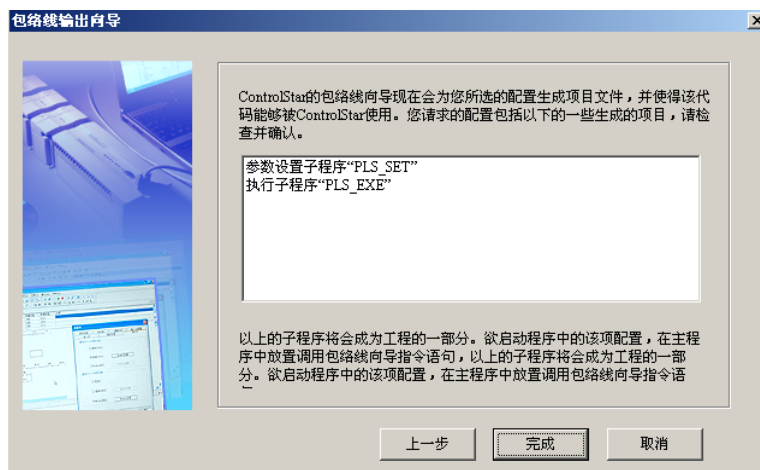 包络线输出向导
ControlStar的包络线向导现在会为您所选的配置生成项目文件，并使得该代
码能够被ControlStar使用。您请求的配置包括以下的一些生成的项目，请检
查并确认。
参数设置子程序“PLS_SET”
执行子程序“PLS_EXE”
以上的子程序将会成为工程的一部分。欲启动程序中的该项配置，在主程
序中放置调用包络线向导指令语句，以上的子程序将会成为工程的一部
分。欲启动程序中的该项配置，在主程序中放置调用包络线向导指令语
上一步
完成
取消